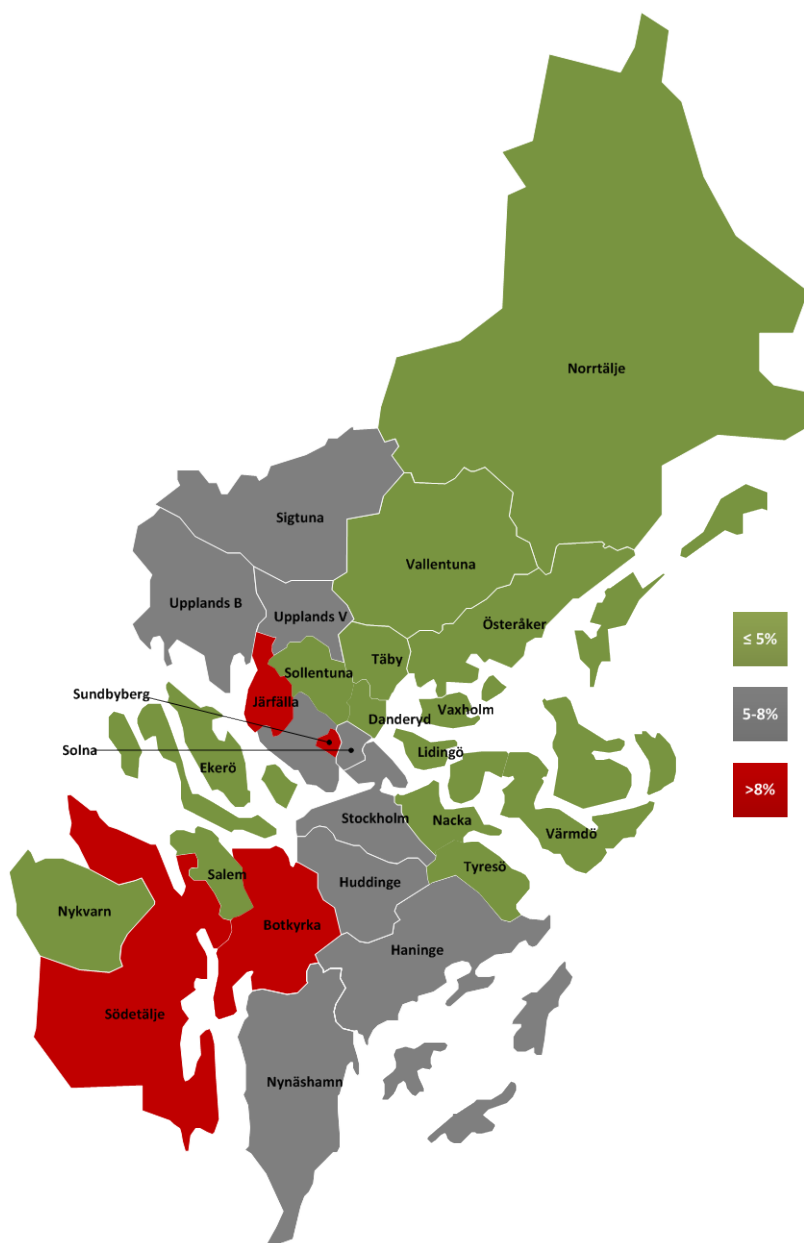 Norrtälje
Sigtuna
Vallentuna
Upplands B
Upplands V
Österåker
≤ 5%
Täby
Sollentuna
Sundbyberg
Järfälla
5-8%
Vaxholm
Danderyd
Solna
Lidingö
Ekerö
>8%
Stockholm
Nacka
Värmdö
Tyresö
Salem
Huddinge
Nykvarn
Botkyrka
Haninge
Södetälje
Nynäshamn